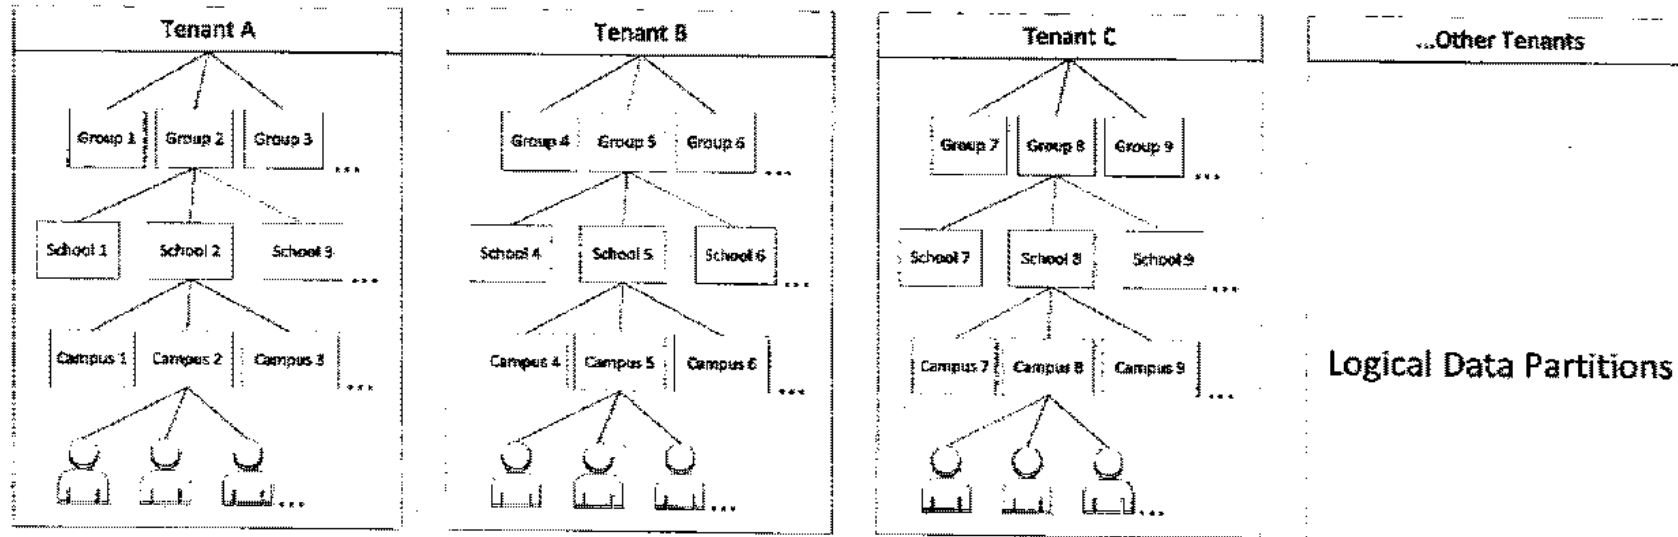 Tenant A
Group 1 Group 2 Group 3 ...
School 1 School 2 School 3 ...
Campus 1 Campus 2 Campus 3 ...
...
Tenant B
Group 4 Group 5 Group 6 ...
School 4 School 5 School 6 ...
Campus 4 Campus 5 Campus 6 ...
...
Tenant C
Group 7 Group 8 Group 9 ...
School 7 School 8 School 9 ...
Campus 7 Campus 8 Campus 9 ...
...
...Other Tenants
Logical Data Partitions